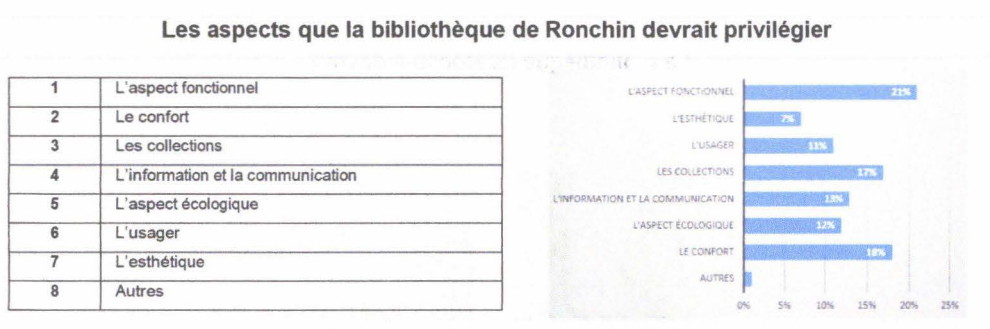 Les aspects que la bibliothèque de Ronchin devrait privilégier
1 L'aspect fonctionnel
2 Le confort
3 Les collections
4 L'information et la communication
5 L'aspect écologique
6 L'usager
7 L'esthétique
8 Autres
L'ASPECT FONCTIONNEL 21%
L'ESTHÉTIQUE 7%
L'USAGER 11%
LES COLLECTIONS 17%
L'INFORMATION ET LA COMMUNICATION 13%
L'ASPECT ÉCOLOGIQUE 12%
LE CONFORT 18%
AUTRES
0% 5% 10% 15% 20% 25%